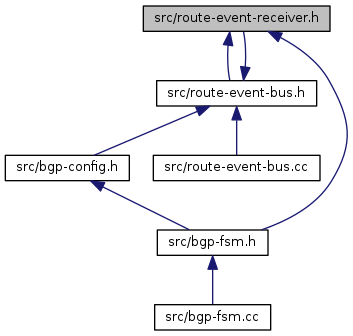 src/route-event-receiver.h
src/route-event-bus.h
src/bgp-config.h
src/route-event-bus.cc
src/bgp-fsm.h
src/bgp-fsm.cc